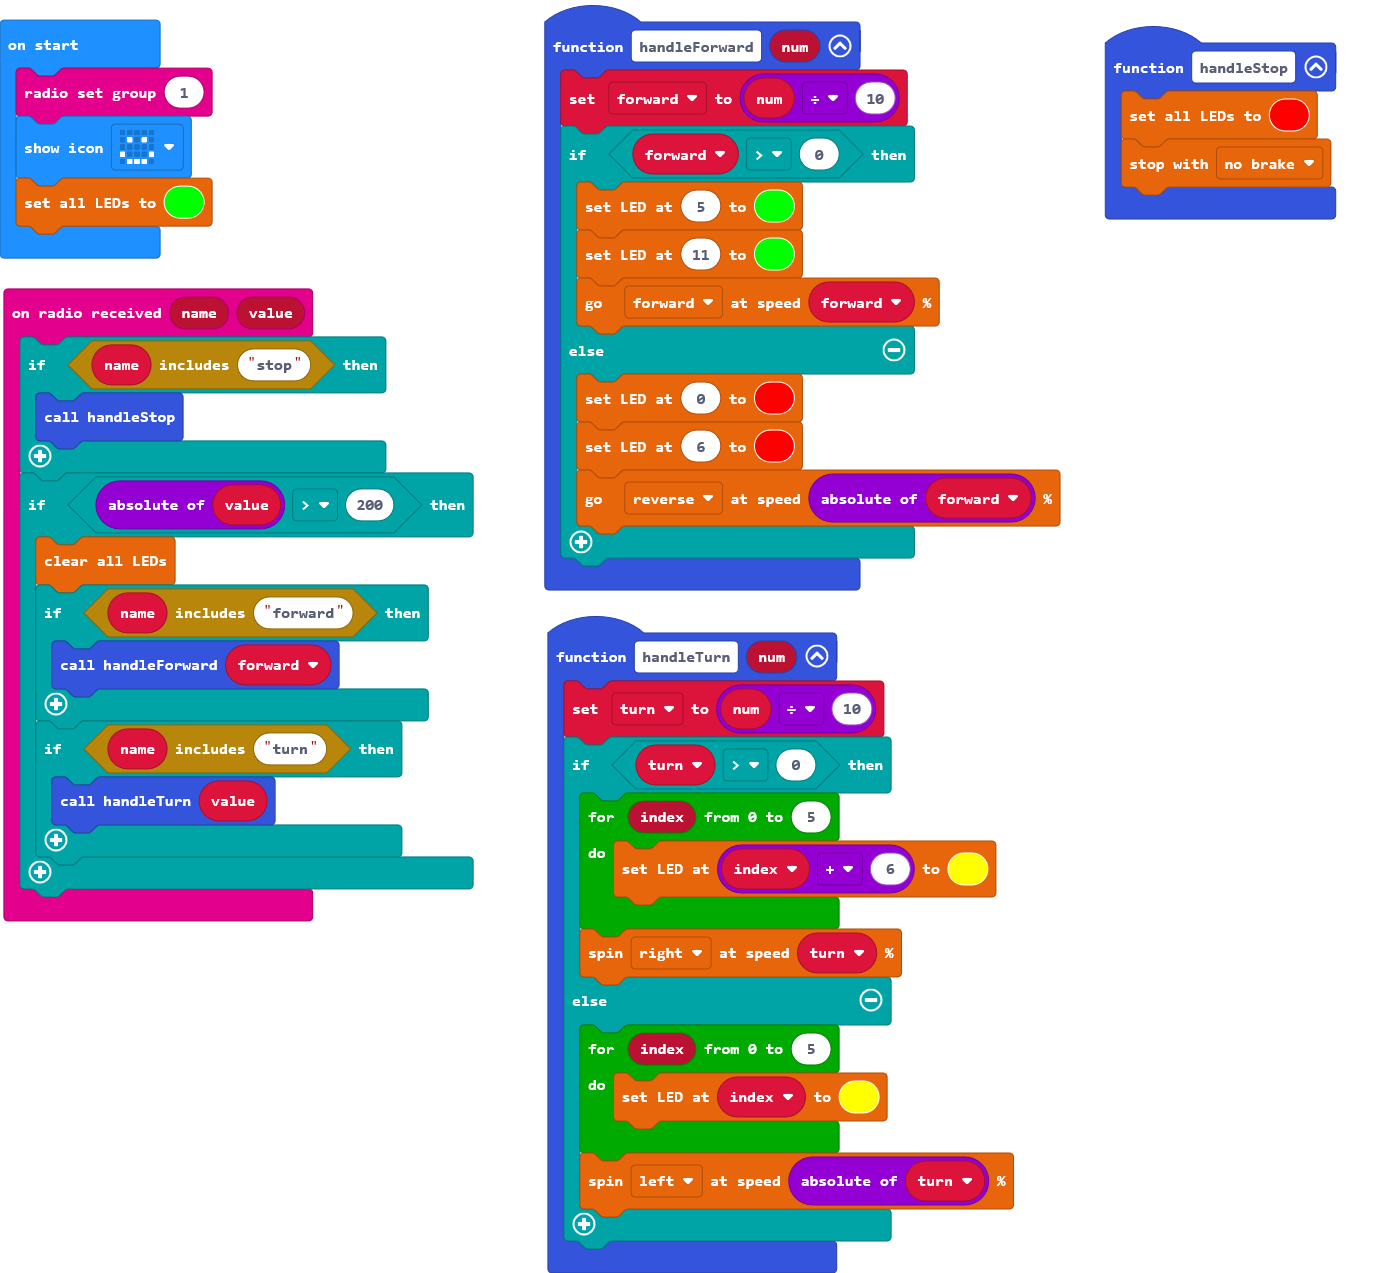 on start
radio set group 1
show icon
set all LEDs to
on radio received name value
if name includes "stop" then
call handleStop
if absolute of value > 200 then
clear all LEDs
if name includes "forward" then
call handleForward forward
if name includes "turn" then
call handleTurn value
function handleForward num
set forward to num ÷ 10
if forward > 0 then
set LED at 5 to
set LED at 11 to
go forward at speed forward %
else
set LED at 0 to
set LED at 6 to
go reverse at speed absolute of forward %
function handleTurn num
set turn to num ÷ 10
if turn > 0 then
for index from 0 to 5
do set LED at index + 6 to
spin right at speed turn %
else
for index from 0 to 5
do set LED at index to
spin left at speed absolute of turn %
function handleStop
set all LEDs to
stop with no brake